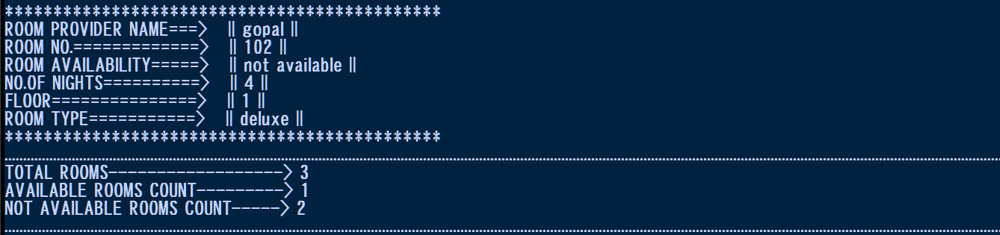 *********************************************
ROOM PROVIDER NAME===>  || gopal ||
ROOM NO.=============>  || 102 ||
ROOM AVAILABILITY=====>  || not available ||
NO.OF NIGHTS==========>  || 4 ||
FLOOR===============>  || 1 ||
ROOM TYPE===========>  || deluxe ||
*********************************************
TOTAL ROOMS------------------> 3
AVAILABLE ROOMS COUNT---------> 1
NOT AVAILABLE ROOMS COUNT-----> 2